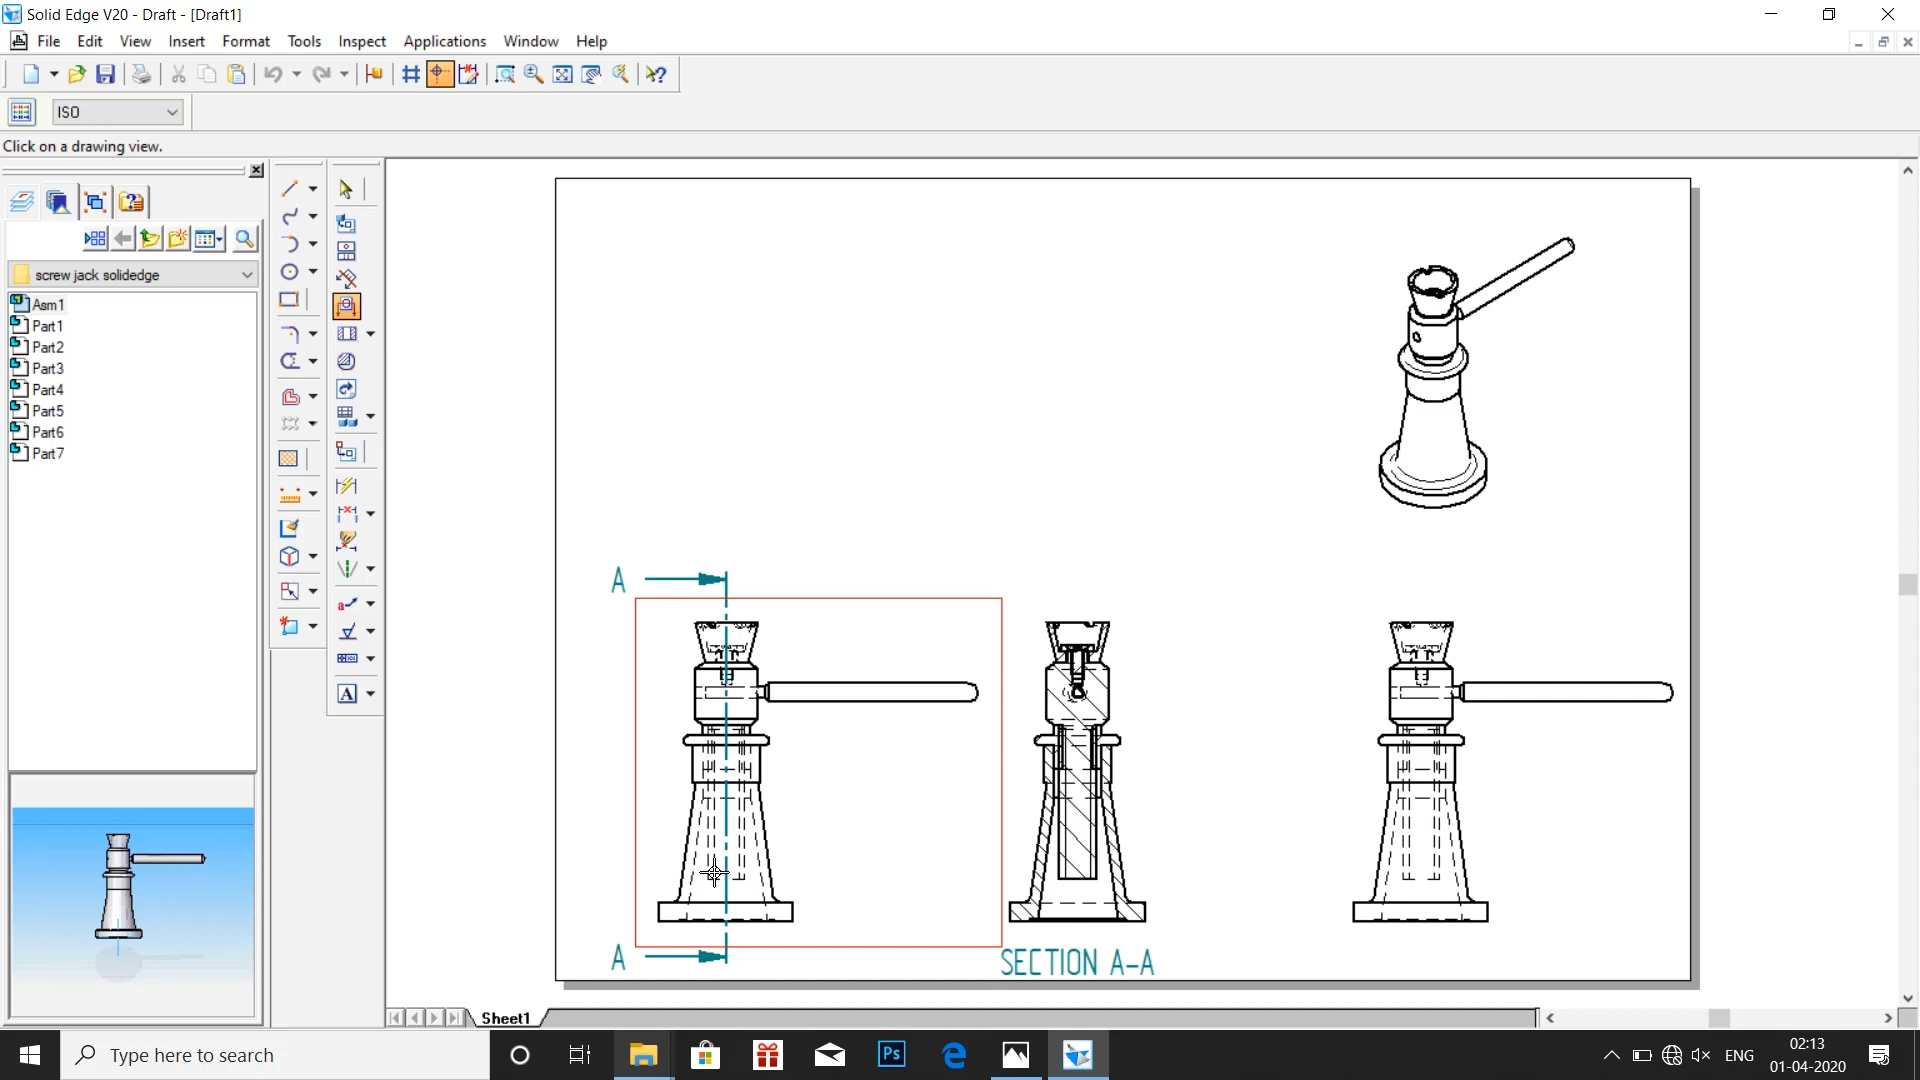 Solid Edge V20 - Draft - [Draft1]
File Edit View Insert Format Tools Inspect Applications Window Help
ISO
Click on a drawing view.
screw jack solidedge
Asm1
Part1
Part2
Part3
Part4
Part5
Part6
Part7
A
A
SECTION A-A
Sheet1
Type here to search
Ps
ENG
02:13
01-04-2020